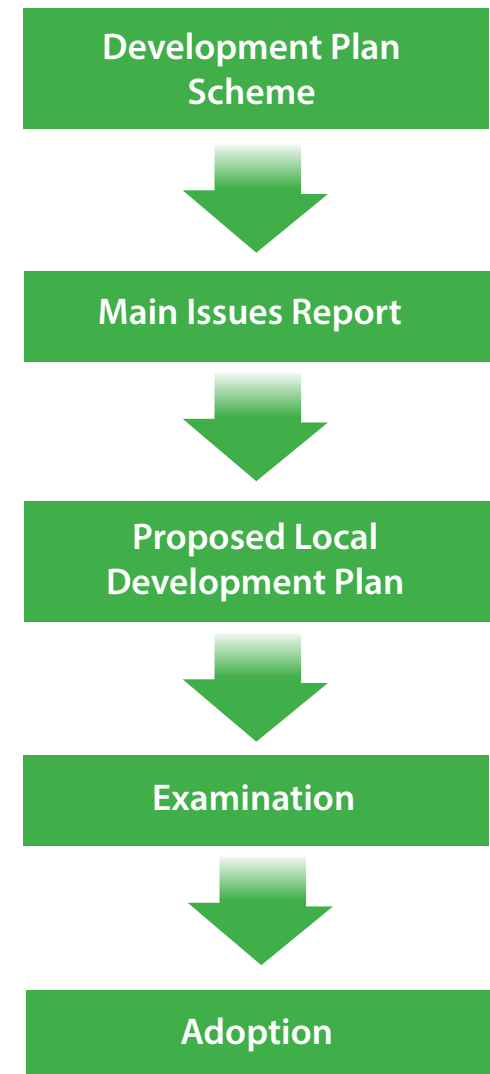 Development Plan
Scheme
Main Issues Report
Proposed Local
Development Plan
Examination
Adoption